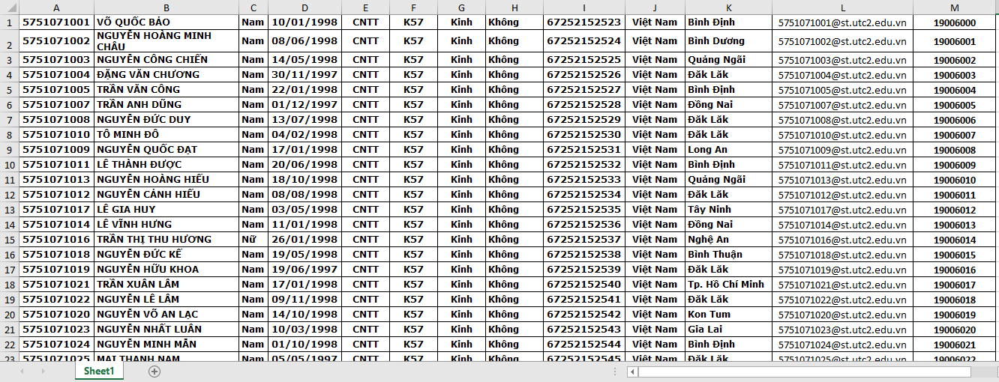 A B C D E F G H I J K L M
1 5751071001 VÕ QUỐC BẢO Nam 10/01/1998 CNTT K57 Kinh Không 67252152523 Việt Nam Bình Định 5751071001@st.utc2.edu.vn 19006000
2 5751071002 NGUYỄN HOÀNG MINH CHÂU Nam 08/06/1998 CNTT K57 Kinh Không 67252152524 Việt Nam Bình Dương 5751071002@st.utc2.edu.vn 19006001
3 5751071003 NGUYỄN CÔNG CHIẾN Nam 14/05/1998 CNTT K57 Kinh Không 67252152525 Việt Nam Quảng Ngãi 5751071003@st.utc2.edu.vn 19006002
4 5751071004 ĐẶNG VĂN CHƯƠNG Nam 30/11/1997 CNTT K57 Kinh Không 67252152526 Việt Nam Đăk Lăk 5751071004@st.utc2.edu.vn 19006003
5 5751071005 TRẦN VĂN CÔNG Nam 22/01/1998 CNTT K57 Kinh Không 67252152527 Việt Nam Bình Định 5751071005@st.utc2.edu.vn 19006004
6 5751071007 TRẦN ANH DŨNG Nam 01/12/1997 CNTT K57 Kinh Không 67252152528 Việt Nam Đồng Nai 5751071007@st.utc2.edu.vn 19006005
7 5751071008 NGUYỄN ĐỨC DUY Nam 13/07/1998 CNTT K57 Kinh Không 67252152529 Việt Nam Đăk Lăk 5751071008@st.utc2.edu.vn 19006006
8 5751071010 TÔ MINH ĐÔ Nam 04/02/1998 CNTT K57 Kinh Không 67252152530 Việt Nam Đăk Lăk 5751071010@st.utc2.edu.vn 19006007
9 5751071009 NGUYỄN QUỐC ĐẠT Nam 17/01/1998 CNTT K57 Kinh Không 67252152531 Việt Nam Long An 5751071009@st.utc2.edu.vn 19006008
10 5751071011 LÊ THÀNH ĐƯỢC Nam 20/06/1998 CNTT K57 Kinh Không 67252152532 Việt Nam Bình Định 5751071011@st.utc2.edu.vn 19006009
11 5751071013 NGUYỄN HOÀNG HIẾU Nam 18/10/1998 CNTT K57 Kinh Không 67252152533 Việt Nam Quảng Ngãi 5751071013@st.utc2.edu.vn 19006010
12 5751071012 NGUYỄN CẢNH HIẾU Nam 08/08/1998 CNTT K57 Kinh Không 67252152534 Việt Nam Đăk Lăk 5751071012@st.utc2.edu.vn 19006011
13 5751071017 LÊ GIA HUY Nam 03/05/1998 CNTT K57 Kinh Không 67252152535 Việt Nam Tây Ninh 5751071017@st.utc2.edu.vn 19006012
14 5751071014 LÊ VĨNH HƯNG Nam 11/01/1998 CNTT K57 Kinh Không 67252152536 Việt Nam Đồng Nai 5751071014@st.utc2.edu.vn 19006013
15 5751071016 TRẦN THỊ THU HƯƠNG Nữ 26/01/1998 CNTT K57 Kinh Không 67252152537 Việt Nam Nghệ An 5751071016@st.utc2.edu.vn 19006014
16 5751071018 NGUYỄN ĐỨC KẾ Nam 19/05/1998 CNTT K57 Kinh Không 67252152538 Việt Nam Bình Thuận 5751071018@st.utc2.edu.vn 19006015
17 5751071019 NGUYỄN HỮU KHOA Nam 19/06/1997 CNTT K57 Kinh Không 67252152539 Việt Nam Đăk Lăk 5751071019@st.utc2.edu.vn 19006016
18 5751071021 TRẦN XUÂN LÂM Nam 17/01/1998 CNTT K57 Kinh Không 67252152540 Việt Nam Tp. Hồ Chí Minh 5751071021@st.utc2.edu.vn 19006017
19 5751071022 NGUYỄN LÊ LÂM Nam 09/11/1998 CNTT K57 Kinh Không 67252152541 Việt Nam Đăk Lăk 5751071022@st.utc2.edu.vn 19006018
20 5751071020 NGUYỄN VÕ AN LẠC Nam 14/10/1998 CNTT K57 Kinh Không 67252152542 Việt Nam Kon Tum 5751071020@st.utc2.edu.vn 19006019
21 5751071023 NGUYỄN NHẤT LUÂN Nam 10/03/1998 CNTT K57 Kinh Không 67252152543 Việt Nam Gia Lai 5751071023@st.utc2.edu.vn 19006020
22 5751071024 NGUYỄN MINH MẪN Nam 01/10/1998 CNTT K57 Kinh Không 67252152544 Việt Nam Bình Định 5751071024@st.utc2.edu.vn 19006021
23 5751071025 MAI THANH NAM Nam 05/05/1997 CNTT K57 Kinh Không 67252152545 Việt Nam Đăk Lăk 5751071025@st.utc2.edu.vn 19006022
Sheet1